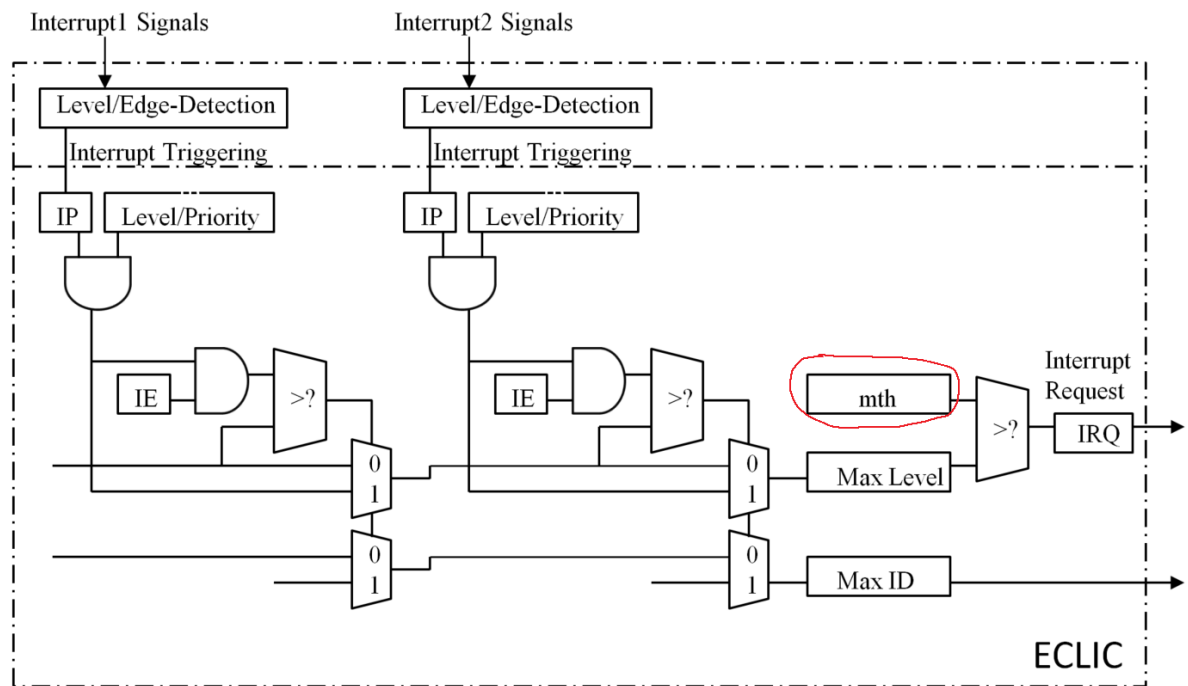 Interrupt1 Signals
Interrupt2 Signals
Level/Edge-Detection
Level/Edge-Detection
Interrupt Triggering
Interrupt Triggering
IP
Level/Priority
IP
Level/Priority
IE
>?
IE
>?
mth
>?
Interrupt
Request
IRQ
0
1
0
1
Max Level
0
1
0
1
Max ID
ECLIC